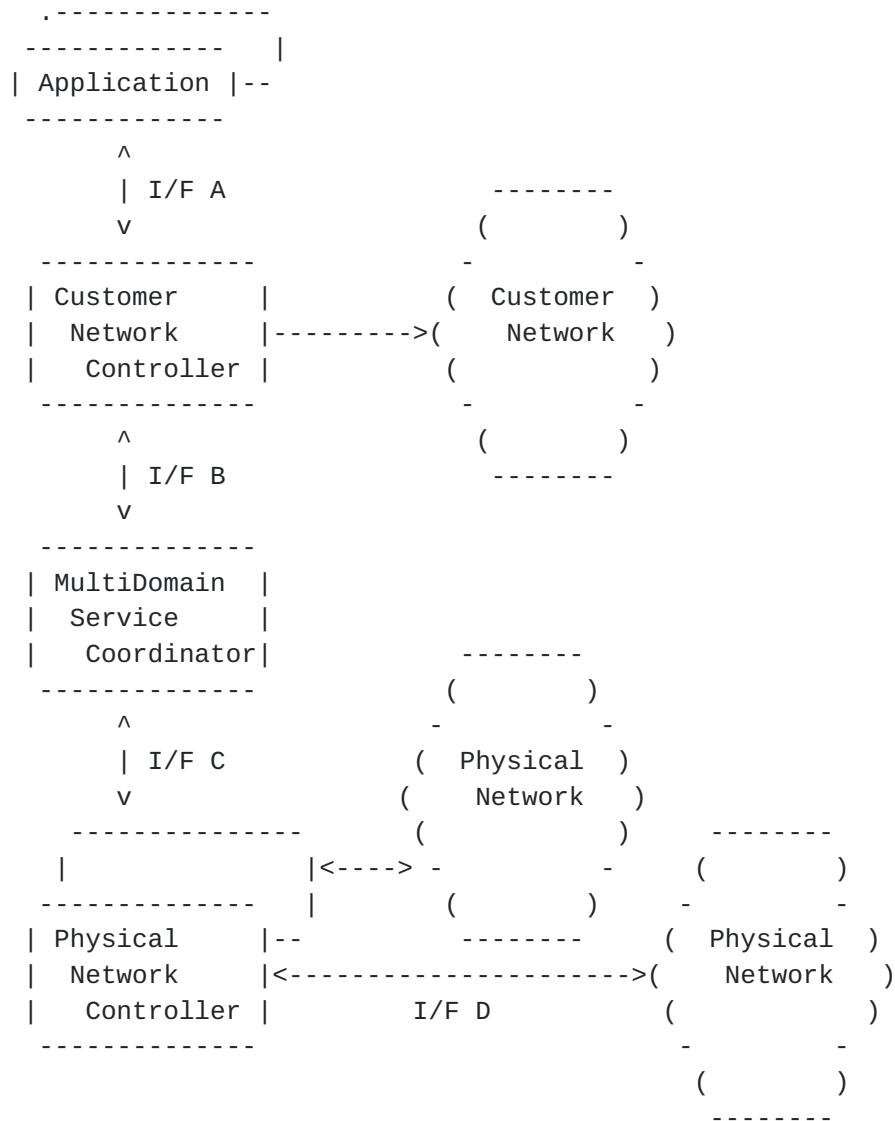 Application
I/F A
Customer
Network
Controller
Customer
Network
I/F B
MultiDomain
Service
Coordinator
I/F C
Physical
Network
Physical
Network
Controller
I/F D
Physical
Network